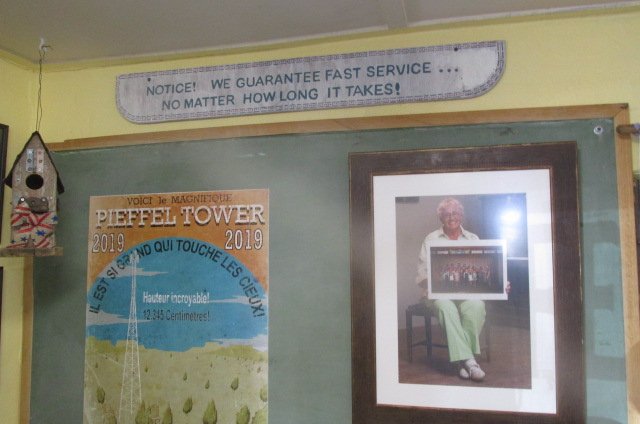 NOTICE! WE GUARANTEE FAST SERVICE ...
NO MATTER HOW LONG IT TAKES!
VOICI le MAGNIFIQUE
PIEFFEL TOWER
2019 2019
IL EST SI GRAND QUI TOUCHE LES CIEUX!
Hauteur incroyable!
12,345 Centimetres!